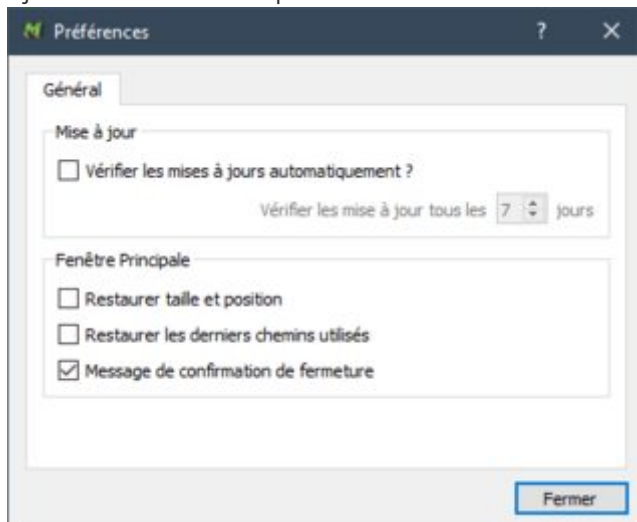 Préférences
Général
Mise à jour
Vérifier les mises à jours automatiquement ?
Vérifier les mise à jour tous les 7 jours
Fenêtre Principale
Restaurer taille et position
Restaurer les derniers chemins utilisés
Message de confirmation de fermeture
Fermer